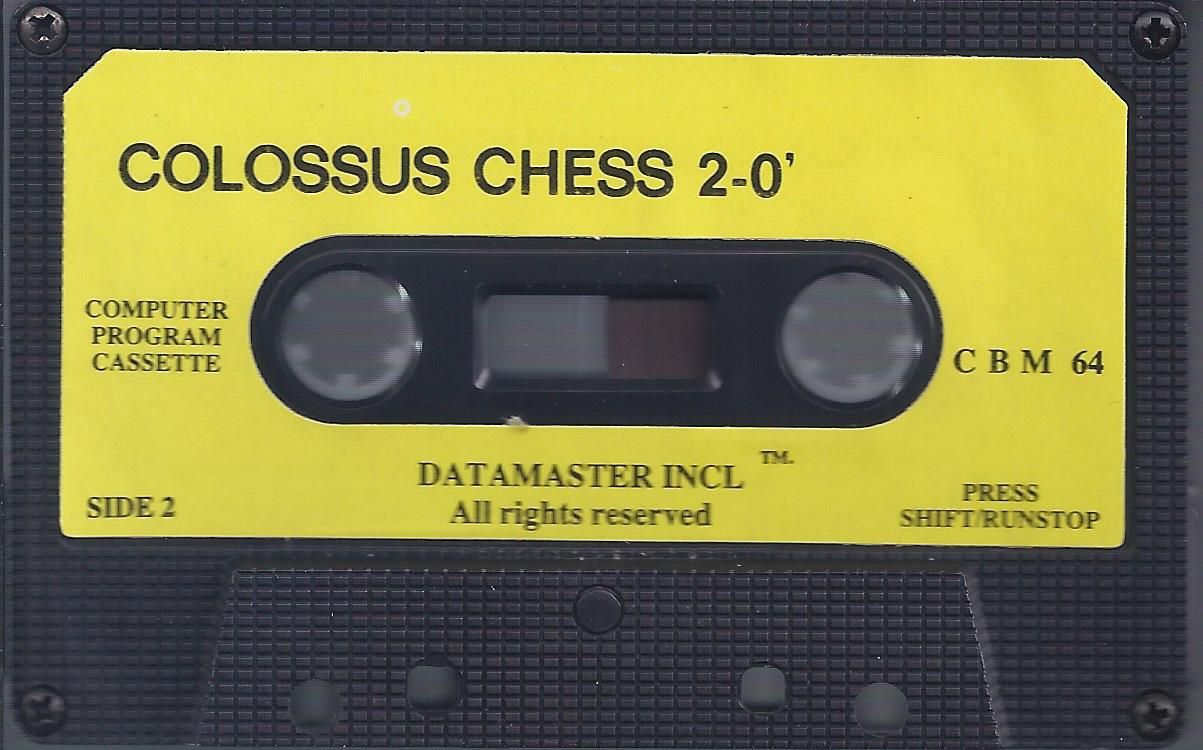 COLOSSUS CHESS 2-0'
COMPUTER
PROGRAM
CASSETTE
C B M 64
DATAMASTER INCL TM.
All rights reserved
SIDE 2
PRESS
SHIFT/RUNSTOP